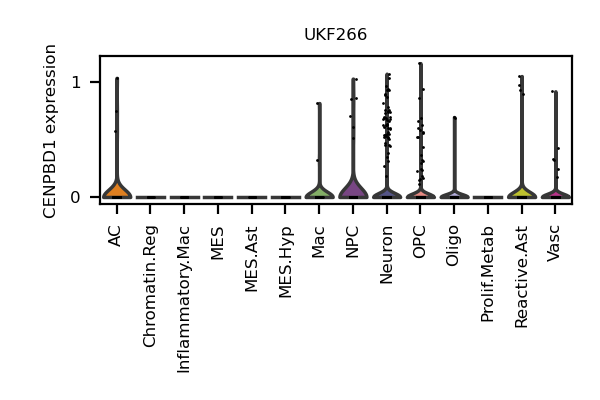 UKF266
CENPBD1 expression
1
0
AC
Chromatin.Reg
Inflammatory.Mac
MES
MES.Ast
MES.Hyp
Mac
NPC
Neuron
OPC
Oligo
Prolif.Metab
Reactive.Ast
Vasc